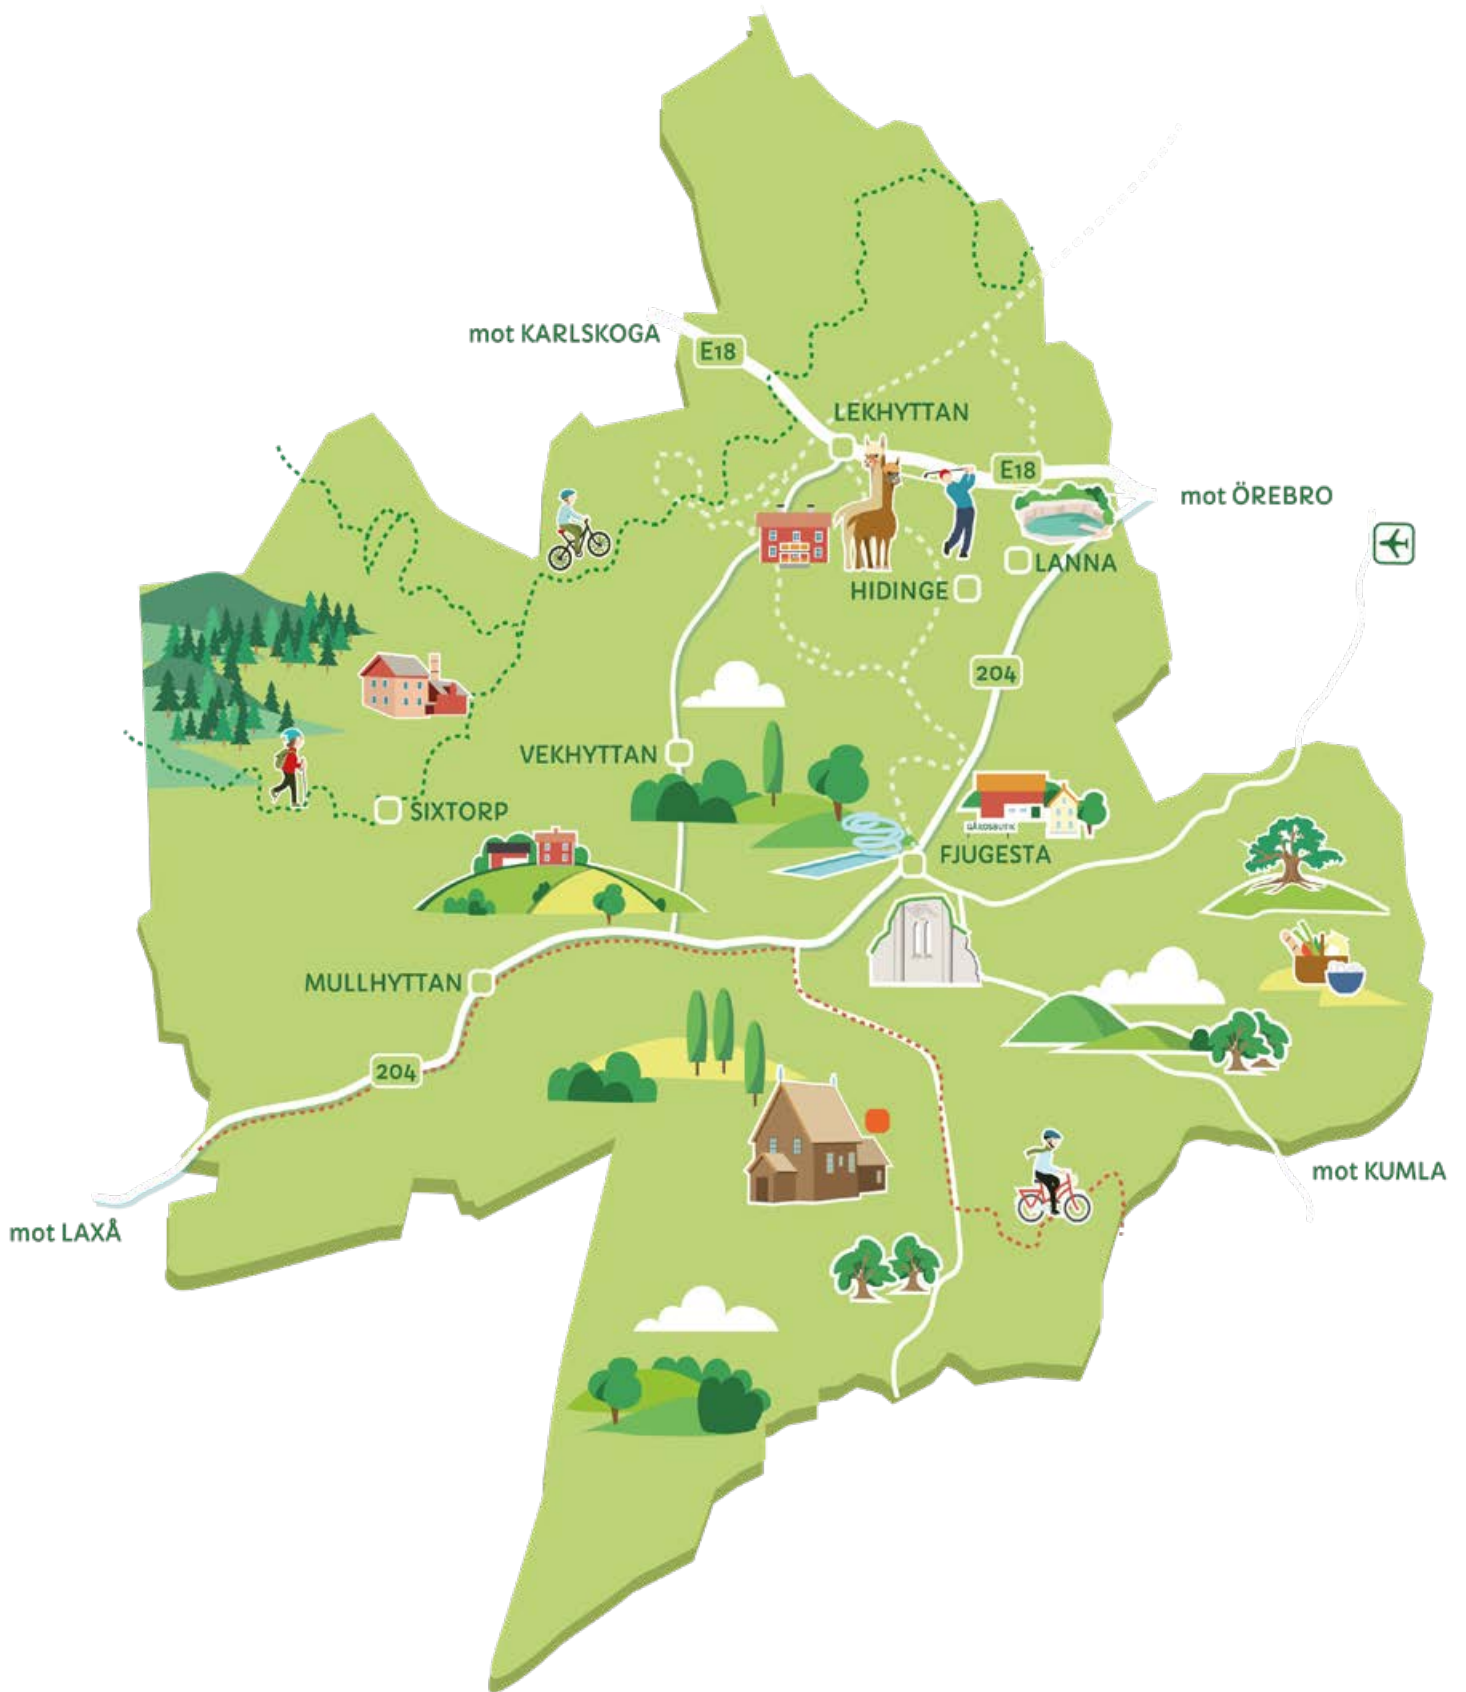 mot KARLSKOGA
E18
LEKHYTTAN
E18
mot ÖREBRO
LANNA
HIDINGE
204
VEKHYTTAN
SIXTORP
GÅRDSBUTIK
FJUGESTA
MULLHYTTAN
204
mot KUMLA
mot LAXÅ